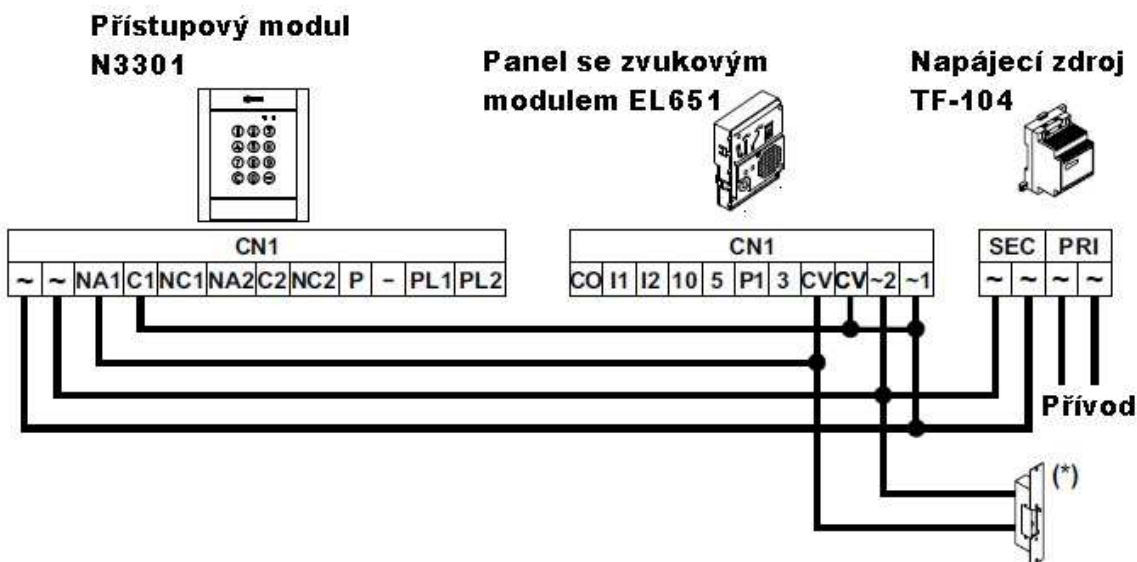 Přístupový modul
N3301
Panel se zvukovým
modulem EL651
Napájecí zdroj
TF-104
CN1
~ ~ NA1 C1 NC1 NA2 C2 NC2 P - PL1 PL2
CN1
CO I1 I2 10 5 P1 3 CV CV ~2 ~1
SEC PRI
~ ~ ~ ~
Přívod
(*)